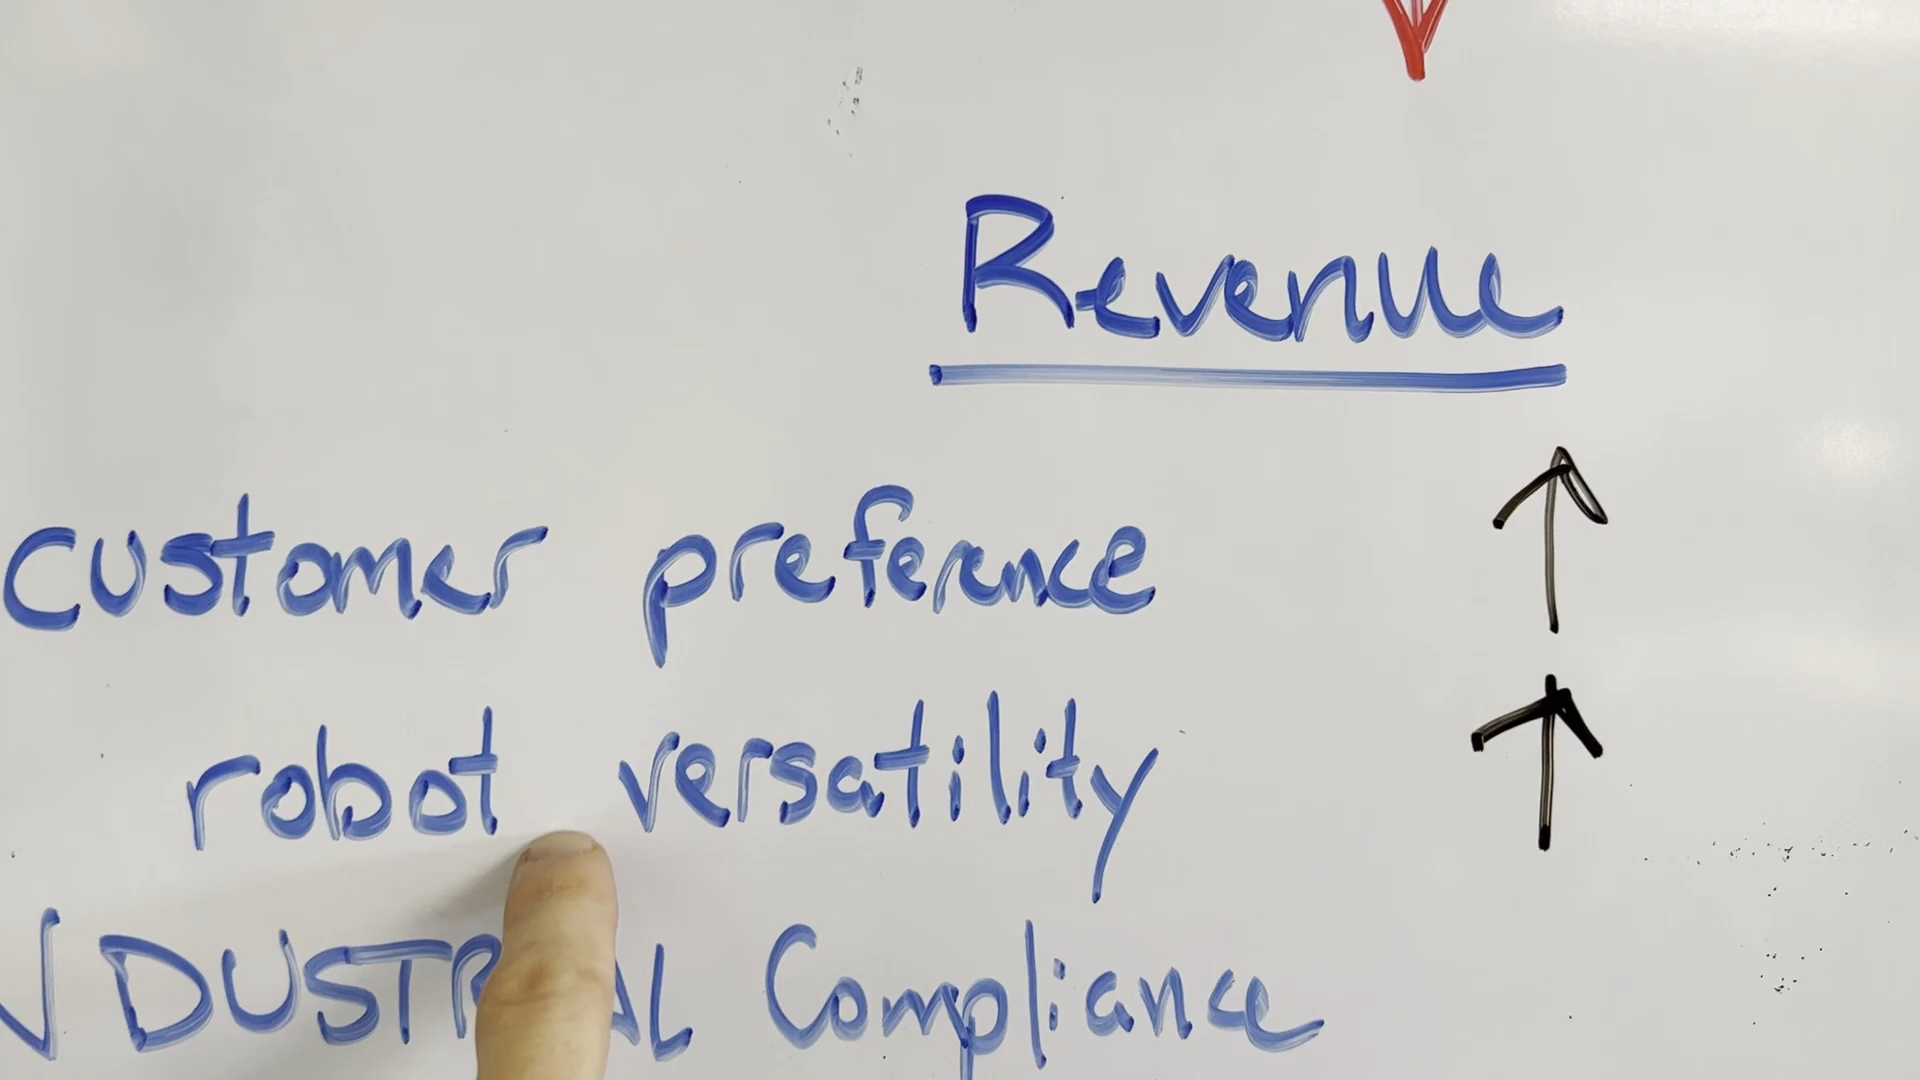 Revenue
customer preference ↑
robot versatility ↑
Compliance